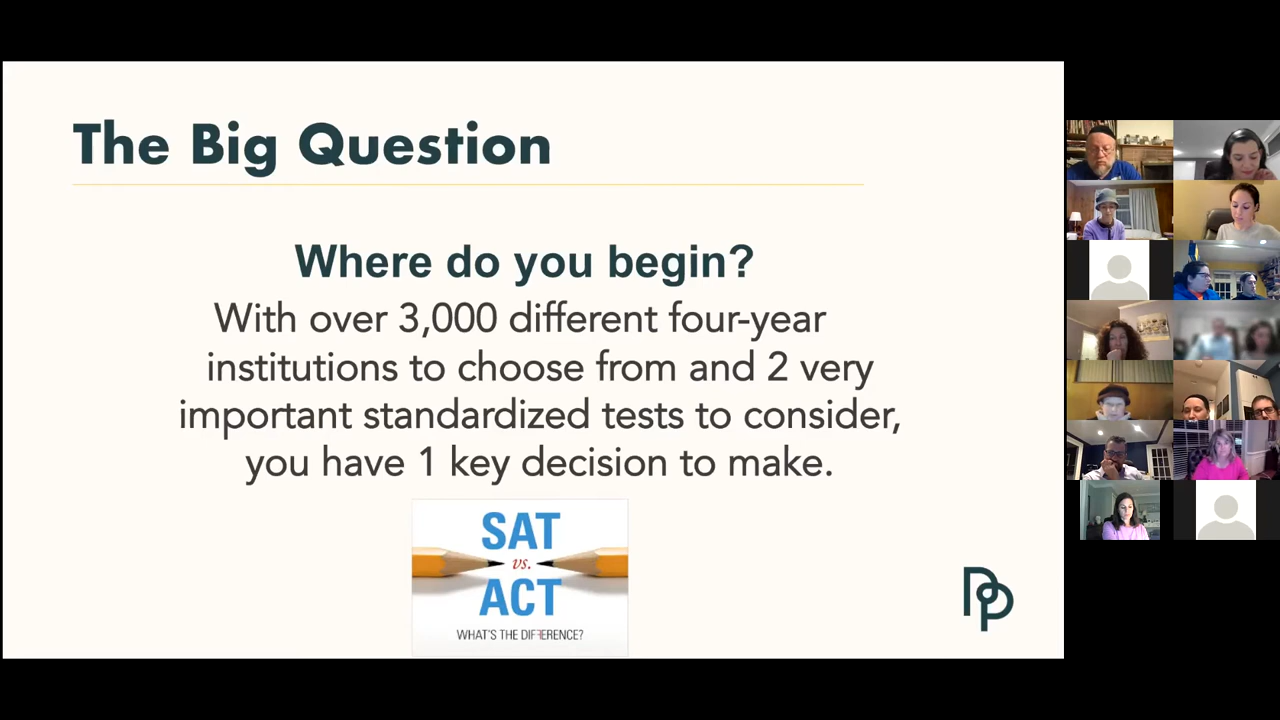 The Big Question
Where do you begin?
With over 3,000 different four-year
institutions to choose from and 2 very
important standardized tests to consider,
you have 1 key decision to make.
SAT
vs.
ACT
WHAT'S THE DIFFERENCE?